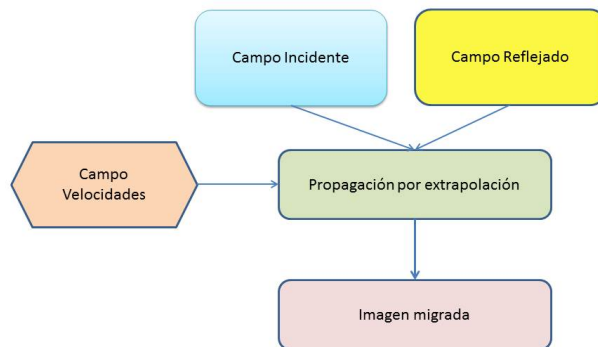 Campo Incidente
Campo Reflejado
Campo
Velocidades
Propagación por extrapolación
Imagen migrada